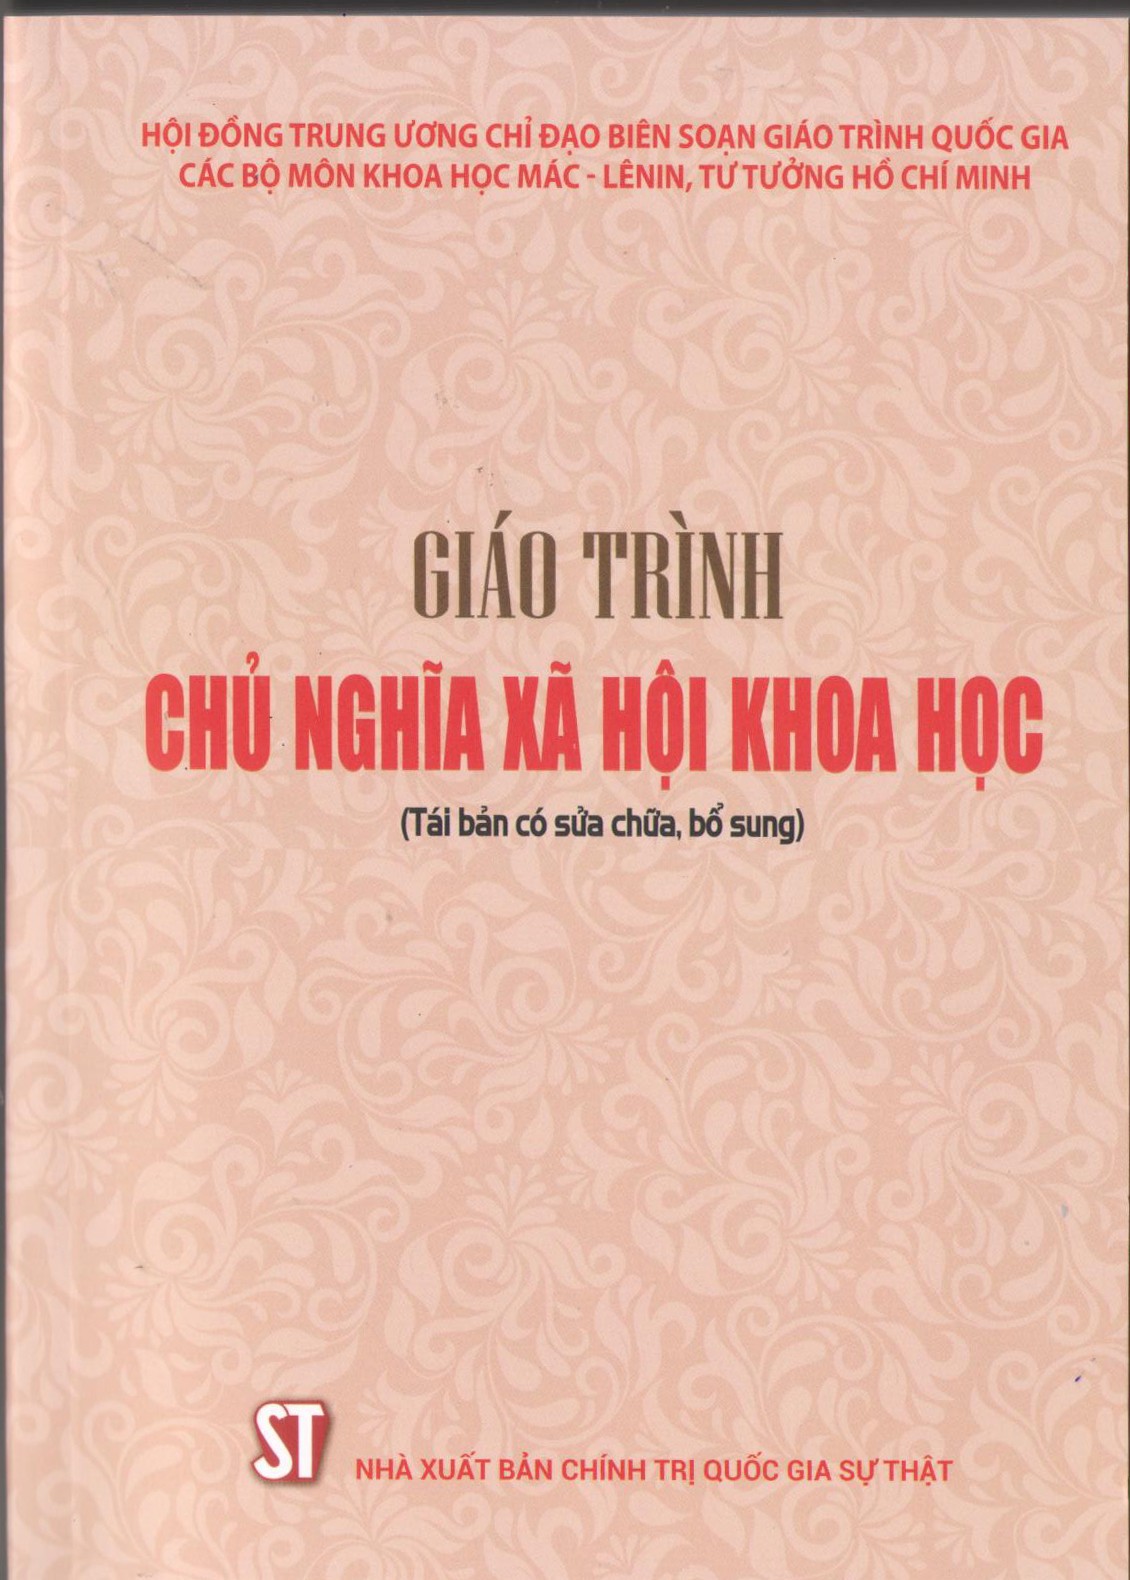 HỘI ĐỒNG TRUNG ƯƠNG CHỈ ĐẠO BIÊN SOẠN GIÁO TRÌNH QUỐC GIA
CÁC BỘ MÔN KHOA HỌC MÁC - LÊNIN, TƯ TƯỞNG HỒ CHÍ MINH
GIÁO TRÌNH
CHỦ NGHĨA XÃ HỘI KHOA HỌC
(Tái bản có sửa chữa, bổ sung)
ST
NHÀ XUẤT BẢN CHÍNH TRỊ QUỐC GIA SỰ THẬT